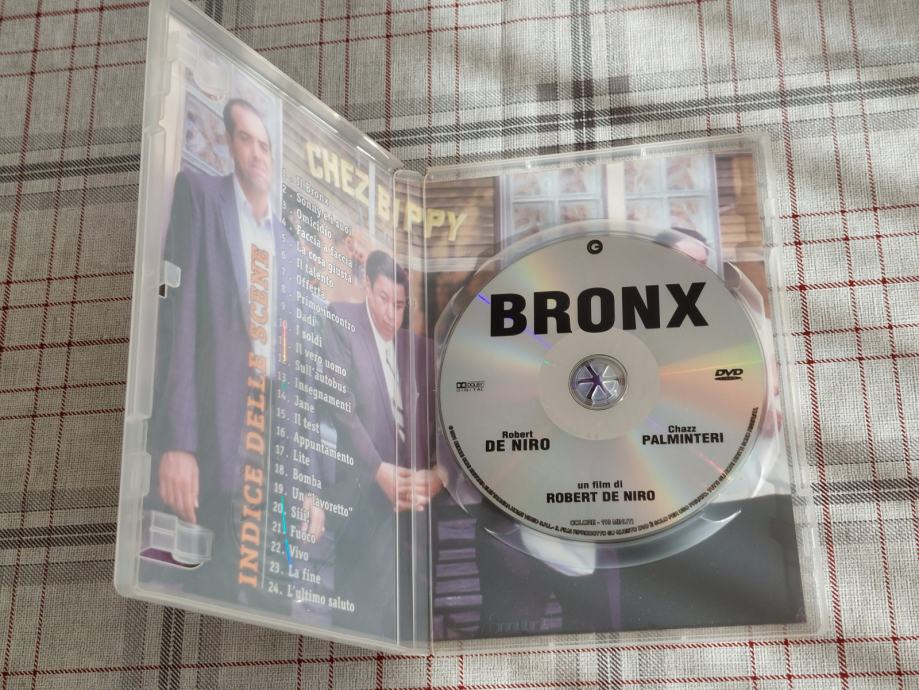 CHEZ BIPPY
INDICE DELLE SCENE
1. Il Bronx
2. Sonny e i suoi
3. Omicidio
4. Faccia a faccia
5. La cosa giusta
6. Il talento
7. Offerta
8. Primo incontro
9. Dadi
10. I soldi
11. Il vero uomo
12. Sull'autobus
13. Insegnamenti
14. Jane
15. Il test
16. Appuntamento
17. Lite
18. Bomba
19. Un "lavoretto"
20. Sìii!
21. Fuoco
22. Vivo
23. La fine
24. L'ultimo saluto
BRONX
DOLBY
DIGITAL
DVD
Robert
DE NIRO
Chazz
PALMINTERI
un film di
ROBERT DE NIRO